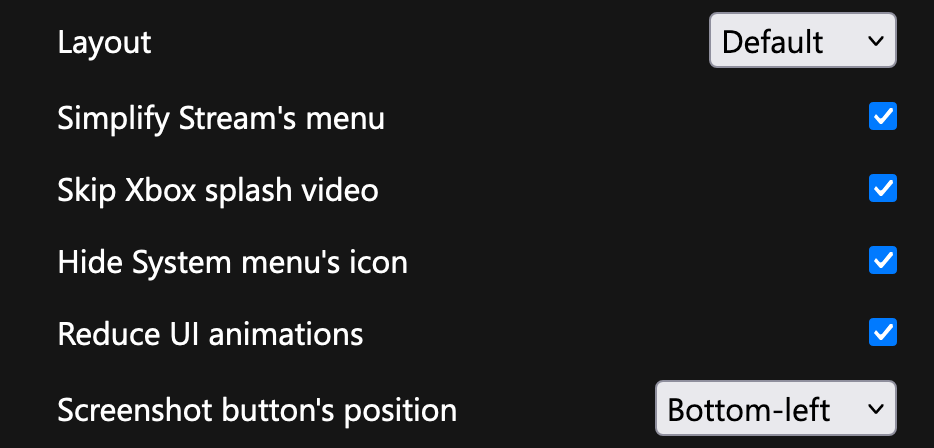 Layout Default
Simplify Stream's menu
Skip Xbox splash video
Hide System menu's icon
Reduce UI animations
Screenshot button's position Bottom-left